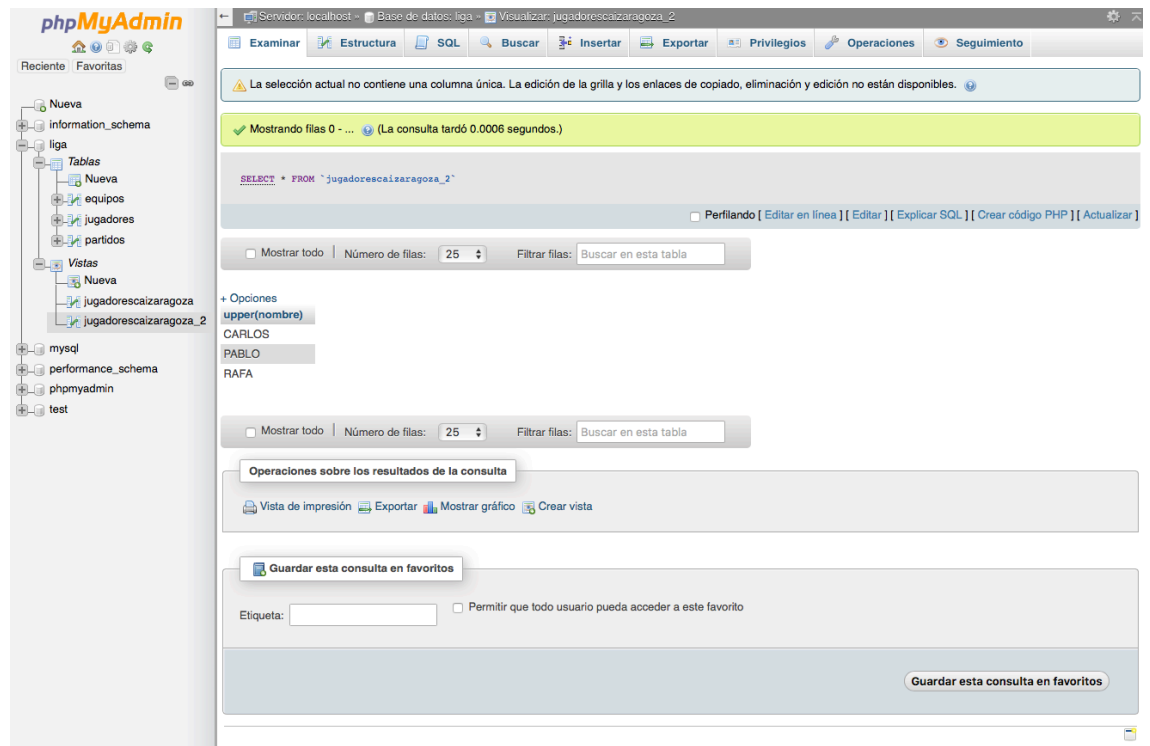 phpMyAdmin
Reciente Favoritas
Nueva
information_schema
liga
Tablas
Nueva
equipos
jugadores
partidos
Vistas
Nueva
jugadorescaizaragoza
jugadorescaizaragoza_2
mysql
performance_schema
phpmyadmin
test
Servidor: localhost » Base de datos: liga » Visualizar: jugadorescaizaragoza_2
Examinar Estructura SQL Buscar Insertar Exportar Privilegios Operaciones Seguimiento
La selección actual no contiene una columna única. La edición de la grilla y los enlaces de copiado, eliminación y edición no están disponibles.
Mostrando filas 0 - ... (La consulta tardó 0.0006 segundos.)
SELECT * FROM `jugadorescaizaragoza_2`
Perfilando [ Editar en línea ] [ Editar ] [ Explicar SQL ] [ Crear código PHP ] [ Actualizar ]
Mostrar todo | Número de filas: 25 Filtrar filas: Buscar en esta tabla
+ Opciones
upper(nombre)
CARLOS
PABLO
RAFA
Mostrar todo | Número de filas: 25 Filtrar filas: Buscar en esta tabla
Operaciones sobre los resultados de la consulta
Vista de impresión Exportar Mostrar gráfico Crear vista
Guardar esta consulta en favoritos
Etiqueta: Permitir que todo usuario pueda acceder a este favorito
Guardar esta consulta en favoritos